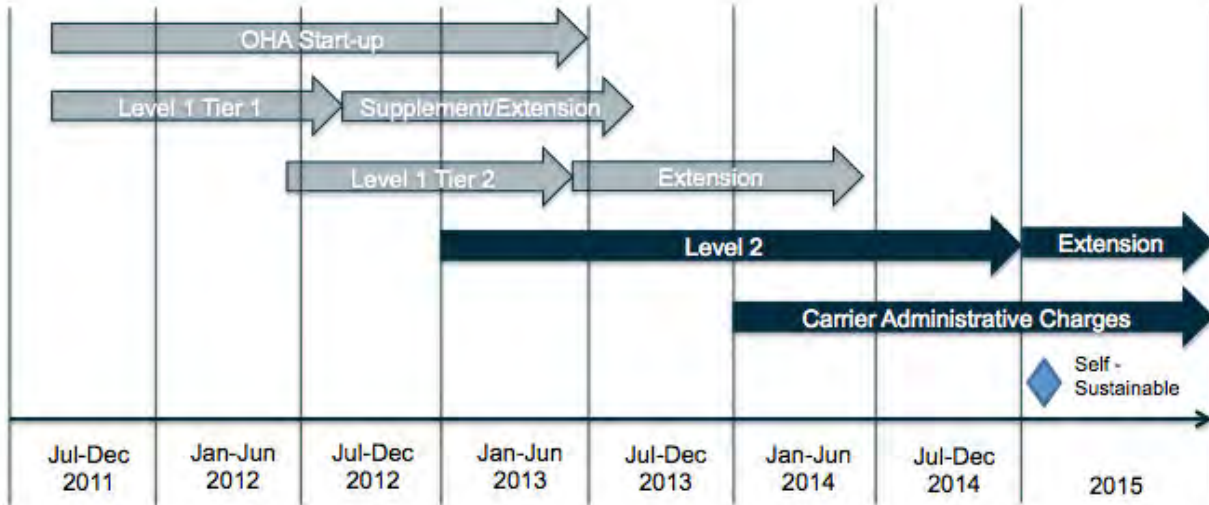 OHA Start-up
Level 1 Tier 1
Supplement/Extension
Level 1 Tier 2
Extension
Level 2
Extension
Carrier Administrative Charges
Self -
Sustainable
Jul-Dec
2011
Jan-Jun
2012
Jul-Dec
2012
Jan-Jun
2013
Jul-Dec
2013
Jan-Jun
2014
Jul-Dec
2014
2015